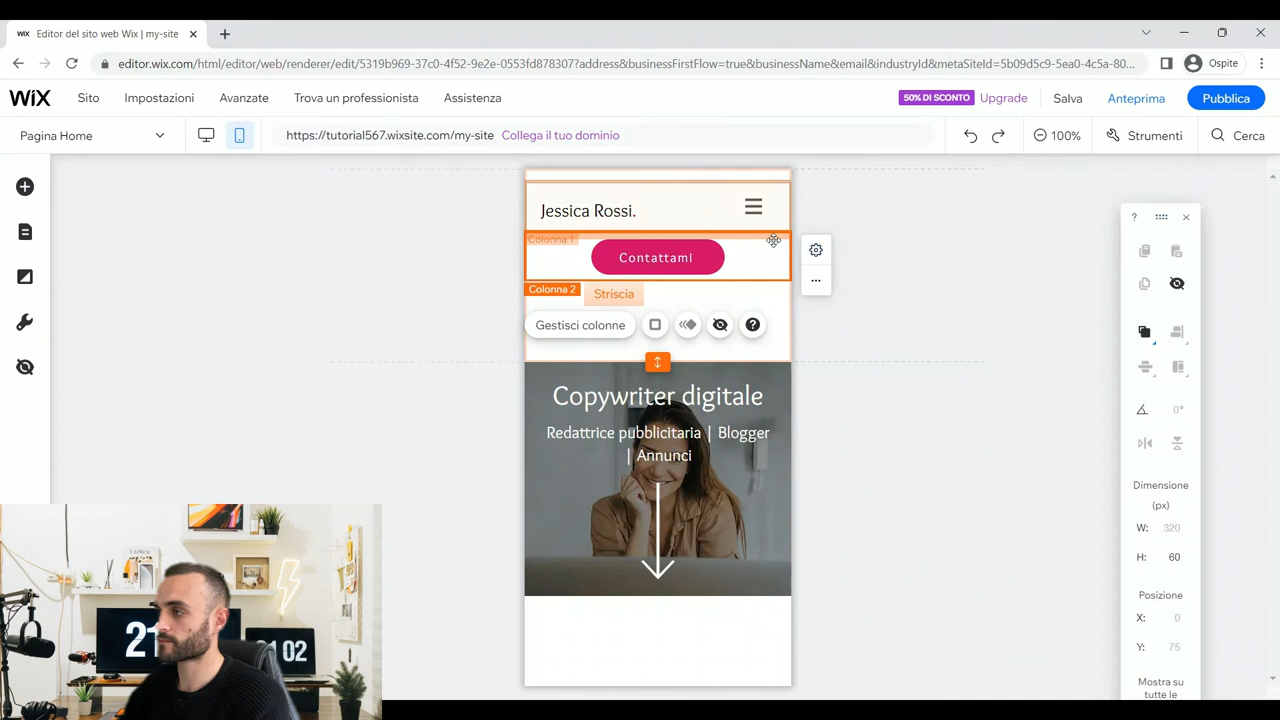 WiX Editor del sito web Wix | my-site
editor.wix.com/html/editor/web/renderer/edit/5319b969-37c0-4f52-9e2e-0553fd878307?address&businessFirstFlow=true&businessName&email&industryId&metaSiteId=5b09d5c9-5ea0-4c5a-80...
Ospite
WiX Sito Impostazioni Avanzate Trova un professionista Assistenza 50% DI SCONTO Upgrade Salva Anteprima Pubblica
Pagina Home https://tutorial567.wixsite.com/my-site Collega il tuo dominio 100% Strumenti Cerca
Jessica Rossi.
Colonna 1
Contattami
Colonna 2 Striscia
Gestisci colonne
Copywriter digitale
Redattrice pubblicitaria | Blogger
| Annunci
?
0°
Dimensione
(px)
W: 320
H: 60
Posizione
X: 0
Y: 75
Mostra su
tutte le
21
21 02